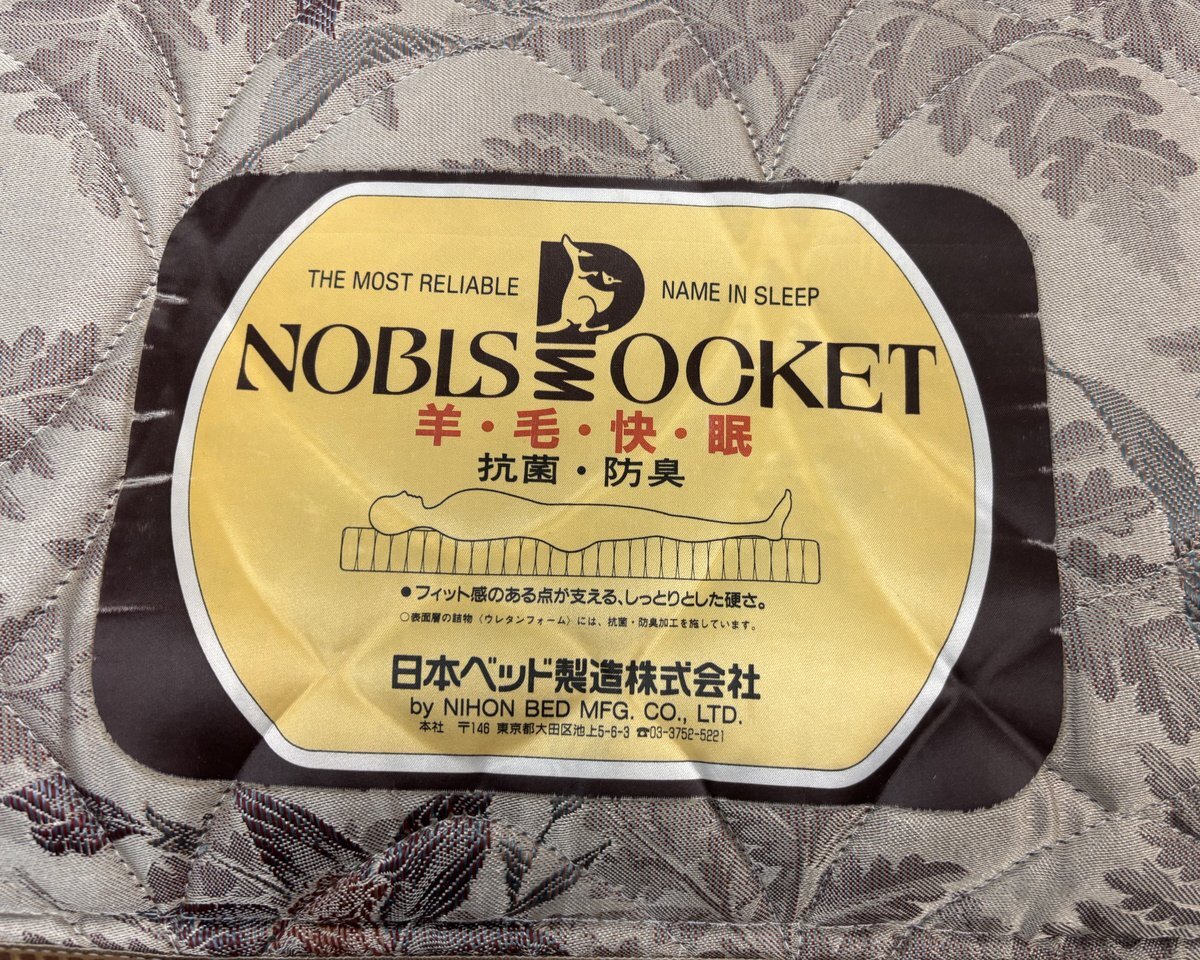 THE MOST RELIABLE NAME IN SLEEP
NOBLS POCKET
羊・毛・快・眠
抗菌・防臭
●フィット感のある点が支える、しっとりとした硬さ。
○表面層の詰物〈ウレタンフォーム〉には、抗菌・防臭加工を施しています。
日本ベッド製造株式会社
by NIHON BED MFG. CO., LTD.
本社 〒146 東京都大田区池上5-6-3 ☎03-3752-5221